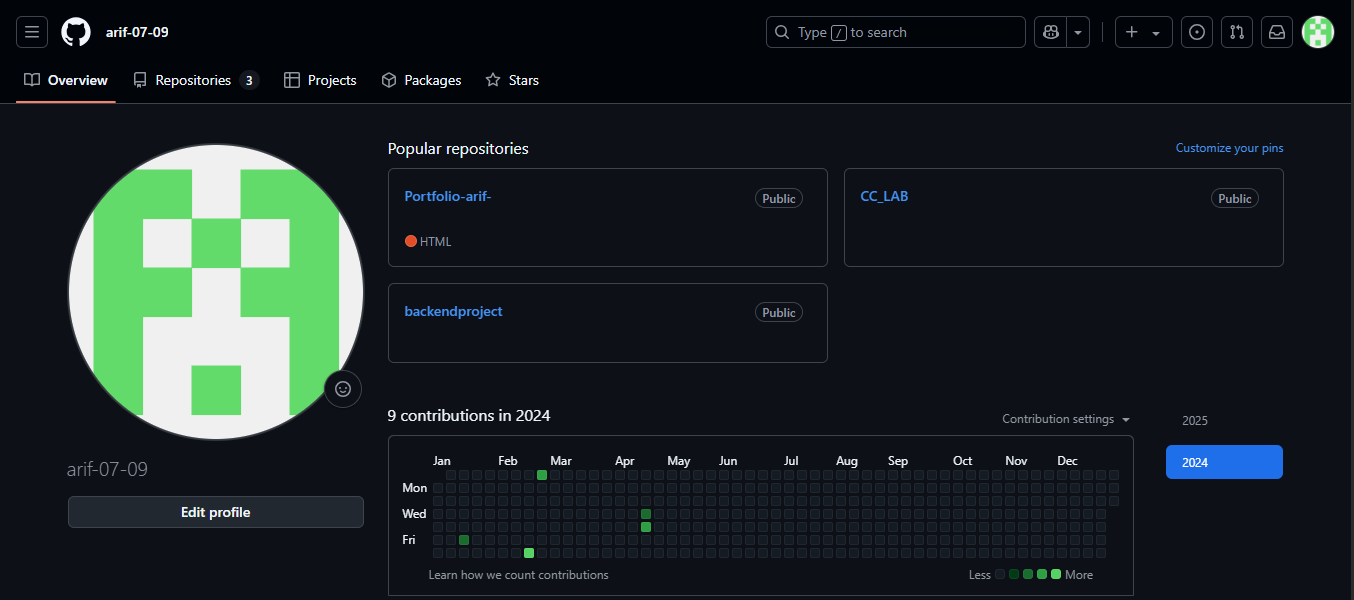 arif-07-09
Type / to search
Overview Repositories 3 Projects Packages Stars
Popular repositories
Customize your pins
Portfolio-arif- Public
HTML
CC_LAB Public
backendproject Public
arif-07-09
Edit profile
9 contributions in 2024
Contribution settings
2025
2024
Jan Feb Mar Apr May Jun Jul Aug Sep Oct Nov Dec
Mon
Wed
Fri
Learn how we count contributions
Less More